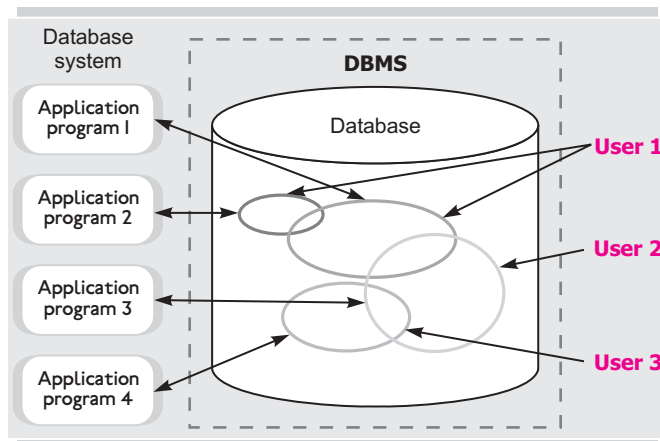 Database
system
DBMS
Application
program 1
Database
User 1
Application
program 2
User 2
Application
program 3
User 3
Application
program 4